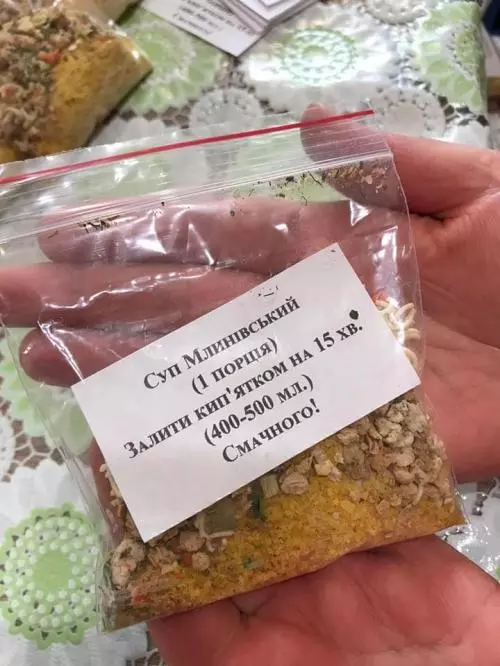 Суп Млинівський
(1 порція)
Залити кип'ятком на 15 хв.
(400-500 мл.)
Смачного!